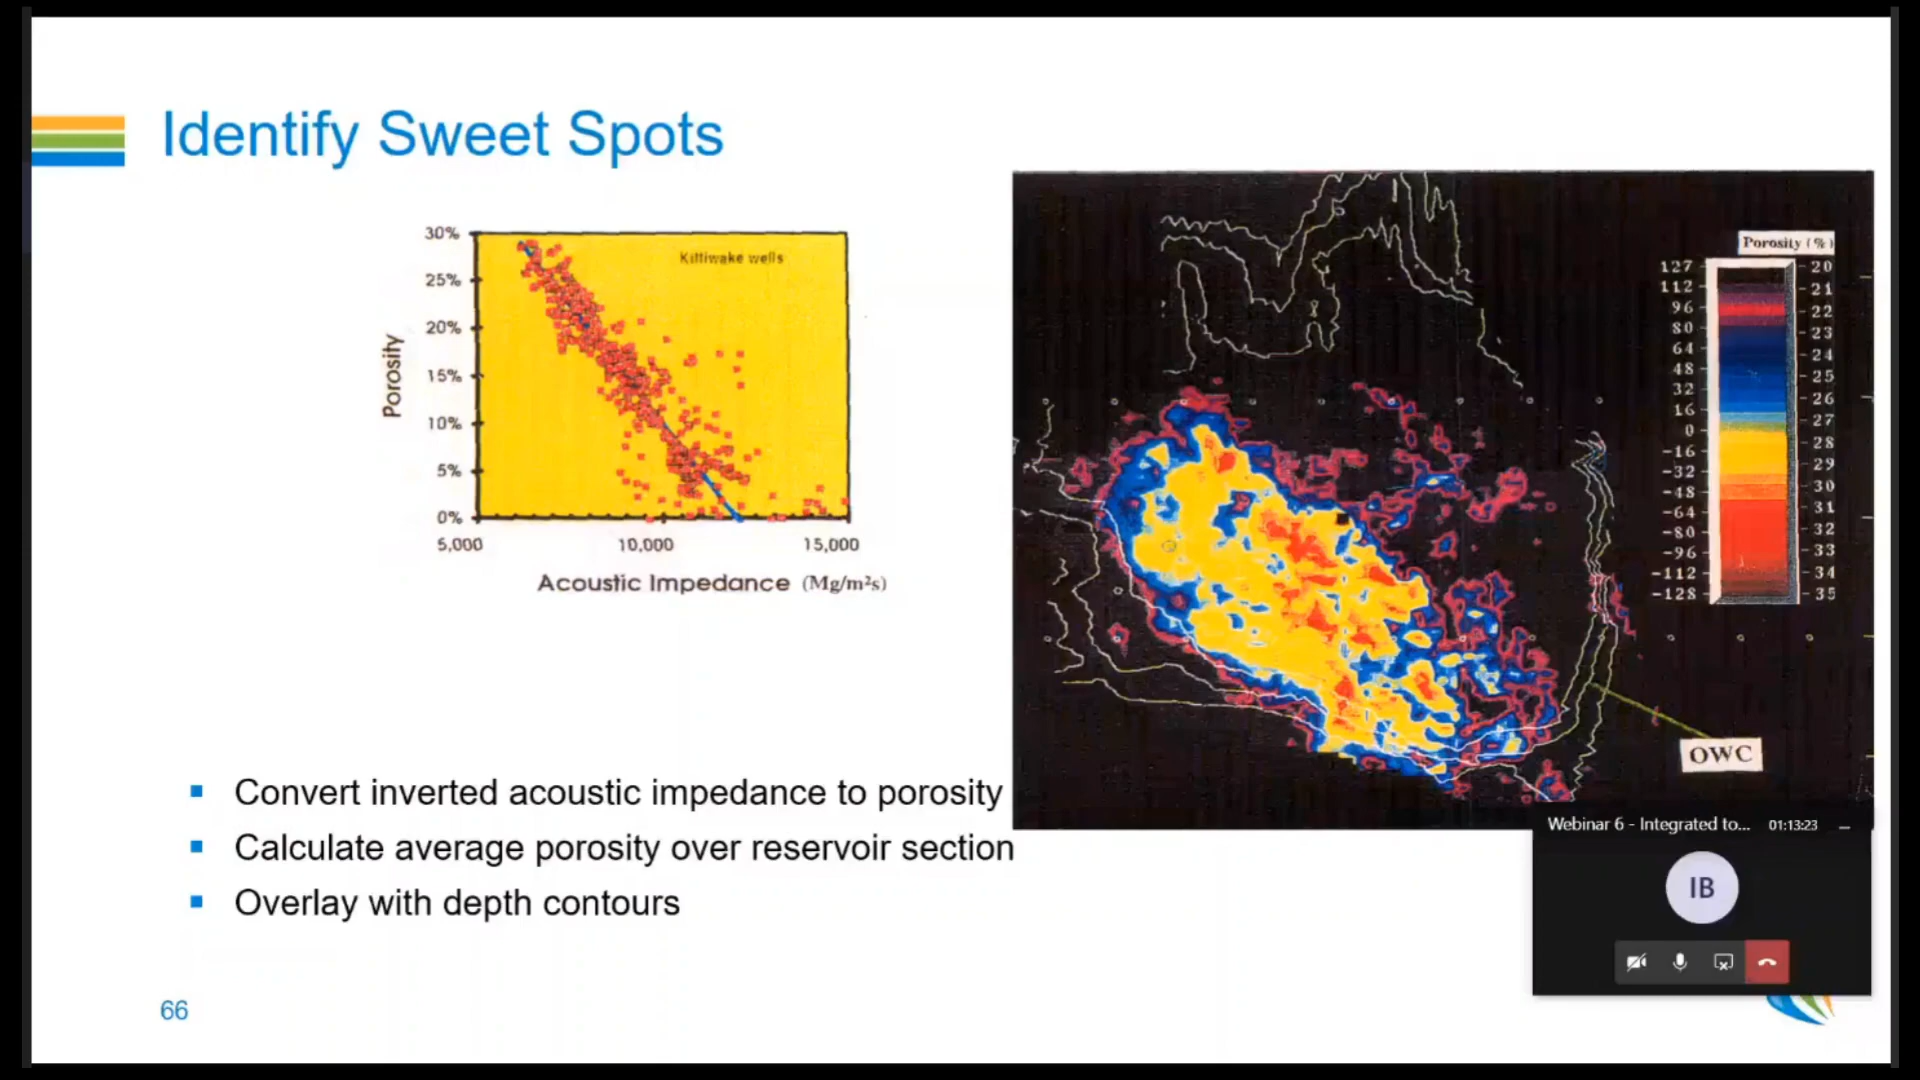 Identify Sweet Spots
Kittiwake wells
30%
25%
20%
15%
10%
5%
0%
Porosity
5,000 10,000 15,000
Acoustic Impedance (Mg/m²s)
Porosity (%)
127 20
112 21
96 22
80 23
64 24
48 25
32 26
16 27
0 28
-16 29
-32 30
-48 31
-64 32
-80 33
-96 34
-112 35
-128
OWC
Convert inverted acoustic impedance to porosity
Calculate average porosity over reservoir section
Overlay with depth contours
Webinar 6 - Integrated to... 01:13:23
IB
66